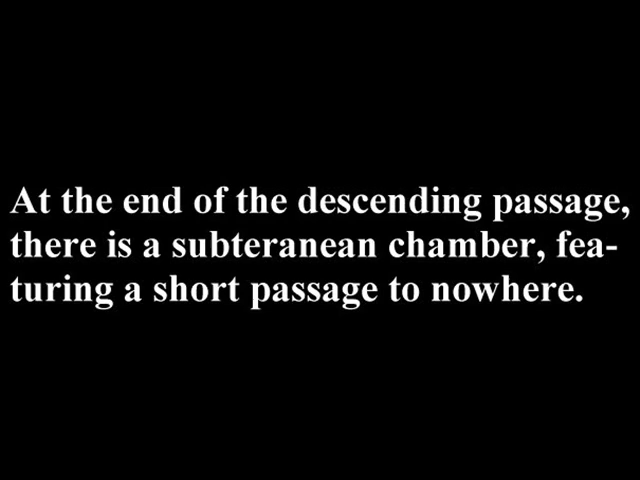 At the end of the descending passage,
there is a subteranean chamber, fea-
turing a short passage to nowhere.